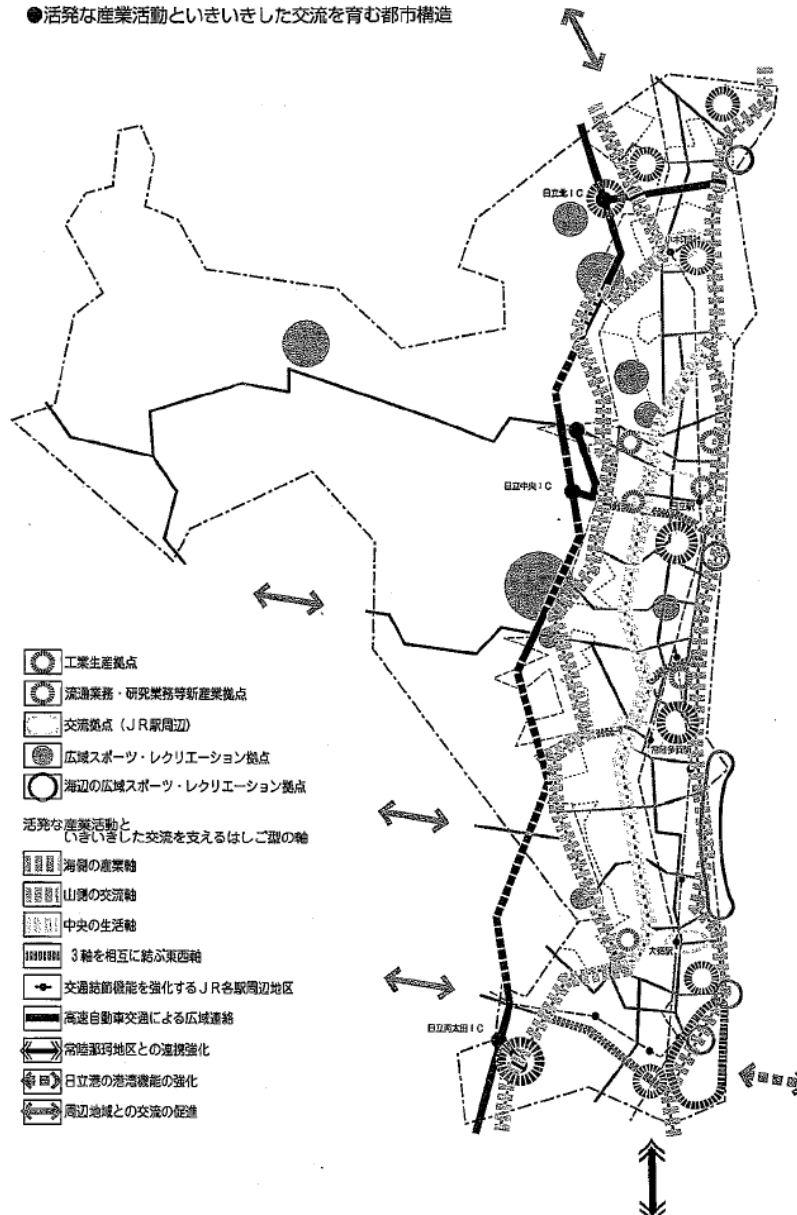 ●活発な産業活動といきいきした交流を育む都市構造
日立北IC
日立中央IC
日立駅
常陸多賀駅
大甕駅
日立南太田IC
工業生産拠点
流通業務・研究業務等新産業拠点
交流拠点(JR駅周辺)
広域スポーツ・レクリエーション拠点
海辺の広域スポーツ・レクリエーション拠点
活発な産業活動と
いきいきした交流を支えるはしご型の軸
海側の産業軸
山側の交流軸
中央の生活軸
3軸を相互に結ぶ東西軸
交通結節機能を強化するJR各駅周辺地区
高速自動車交通による広域連絡
常陸那珂地区との連携強化
日立港の港湾機能の強化
周辺地域との交流の促進